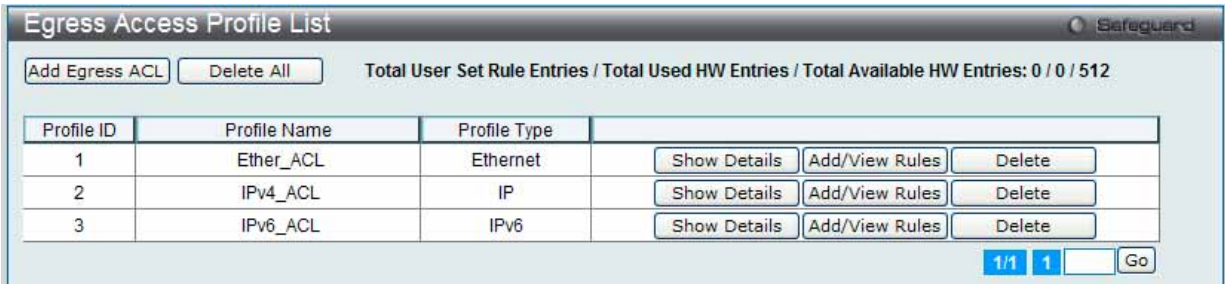 Egress Access Profile List Safeguard
Add Egress ACL Delete All Total User Set Rule Entries / Total Used HW Entries / Total Available HW Entries: 0 / 0 / 512
Profile ID Profile Name Profile Type
1 Ether_ACL Ethernet Show Details Add/View Rules Delete
2 IPv4_ACL IP Show Details Add/View Rules Delete
3 IPv6_ACL IPv6 Show Details Add/View Rules Delete
1/1 1 Go